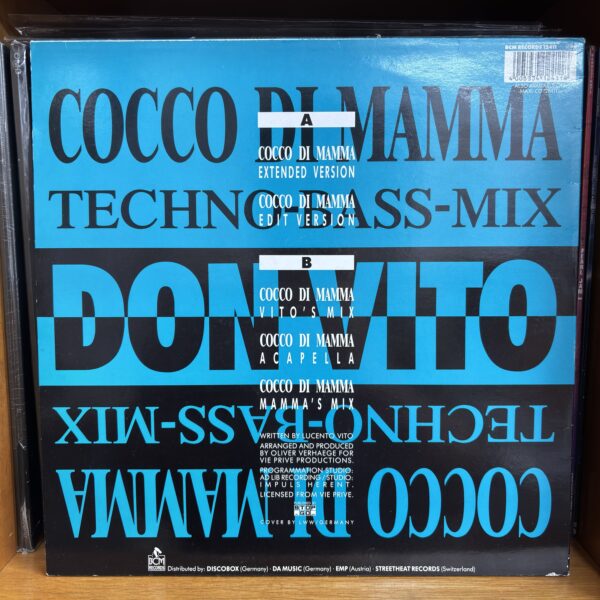 BCM RECORDS 12411
COCCO DI MAMMA
TECHNO-BASS-MIX
A
COCCO DI MAMMA
EXTENDED VERSION
COCCO DI MAMMA
EDIT VERSION
DON VITO
B
COCCO DI MAMMA
VITO'S MIX
COCCO DI MAMMA
ACAPELLA
COCCO DI MAMMA
MAMMA'S MIX
TECHNO-BASS-MIX
COCCO DI MAMMA
WRITTEN BY LUCENTO VITO
ARRANGED AND PRODUCED
BY OLIVER VERHAEGE FOR
VIE PRIVE PRODUCTIONS.
PROGRAMMATION STUDIO:
AD LIB RECORDING/STUDIO:
IMPULS HERENT.
LICENSED FROM VIE PRIVE.
COVER BY LWW/GERMANY
BCM
RECORDS
Distributed by: DISCOBOX (Germany) · DA MUSIC (Germany) · EMP (Austria) · STREETHEAT RECORDS (Switzerland)